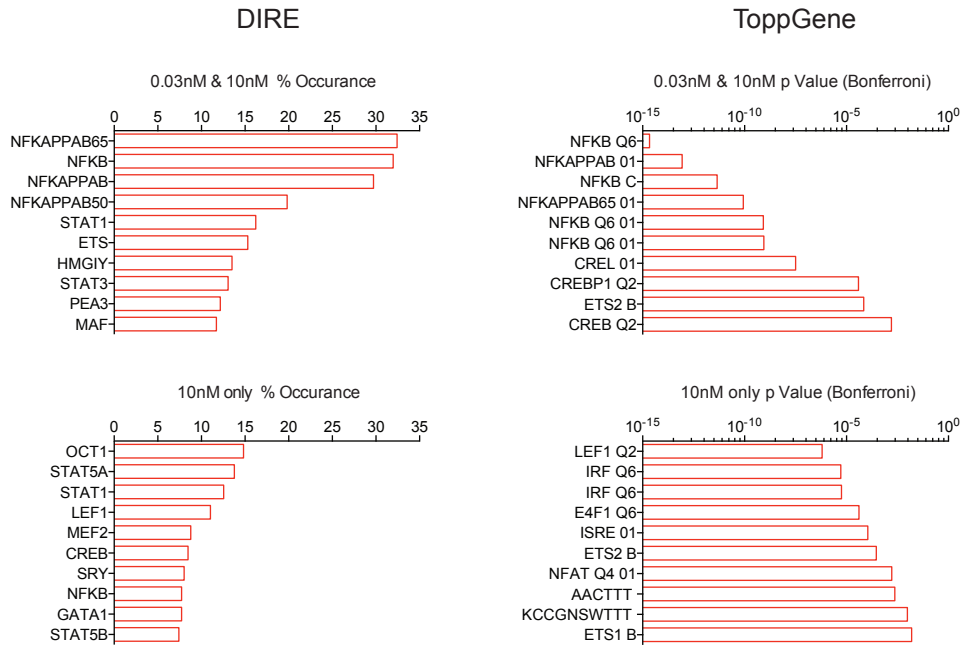 DIRE
0.03nM & 10nM % Occurance
0 5 10 15 20 25 30 35
NFKAPPAB65
NFKB
NFKAPPAB
NFKAPPAB50
STAT1
ETS
HMGIY
STAT3
PEA3
MAF
10nM only % Occurance
0 5 10 15 20 25 30 35
OCT1
STAT5A
STAT1
LEF1
MEF2
CREB
SRY
NFKB
GATA1
STAT5B
ToppGene
0.03nM & 10nM p Value (Bonferroni)
10-15 10-10 10-5 100
NFKB Q6
NFKAPPAB 01
NFKB C
NFKAPPAB65 01
NFKB Q6 01
NFKB Q6 01
CREL 01
CREBP1 Q2
ETS2 B
CREB Q2
10nM only p Value (Bonferroni)
10-15 10-10 10-5 100
LEF1 Q2
IRF Q6
IRF Q6
E4F1 Q6
ISRE 01
ETS2 B
NFAT Q4 01
AACTTT
KCCGNSWTTT
ETS1 B